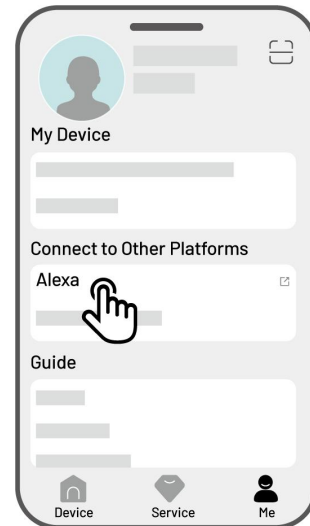 My Device
Connect to Other Platforms
Alexa
Guide
Device Service Me